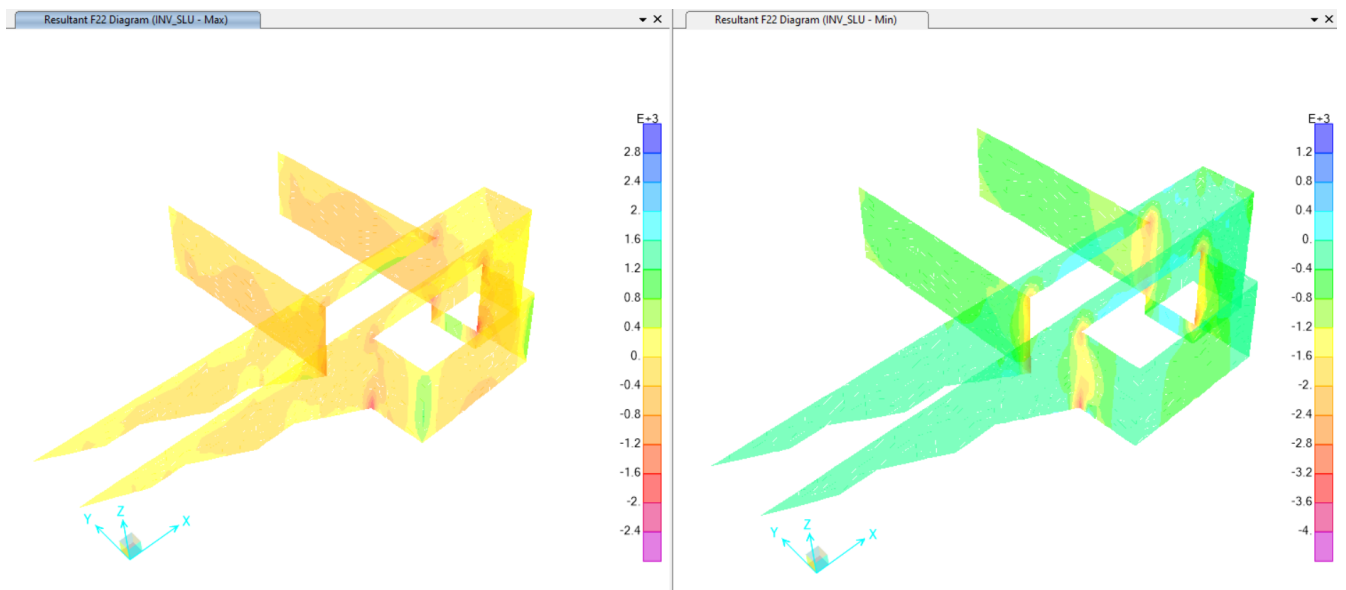 Resultant F22 Diagram (INV_SLU - Max)
Resultant F22 Diagram (INV_SLU - Min)
E+3
2.8
2.4
2.
1.6
1.2
0.8
0.4
0.
-0.4
-0.8
-1.2
-1.6
-2.
-2.4
Y
Z
X
E+3
1.2
0.8
0.4
0.
-0.4
-0.8
-1.2
-1.6
-2.
-2.4
-2.8
-3.2
-3.6
-4.
Y
Z
X